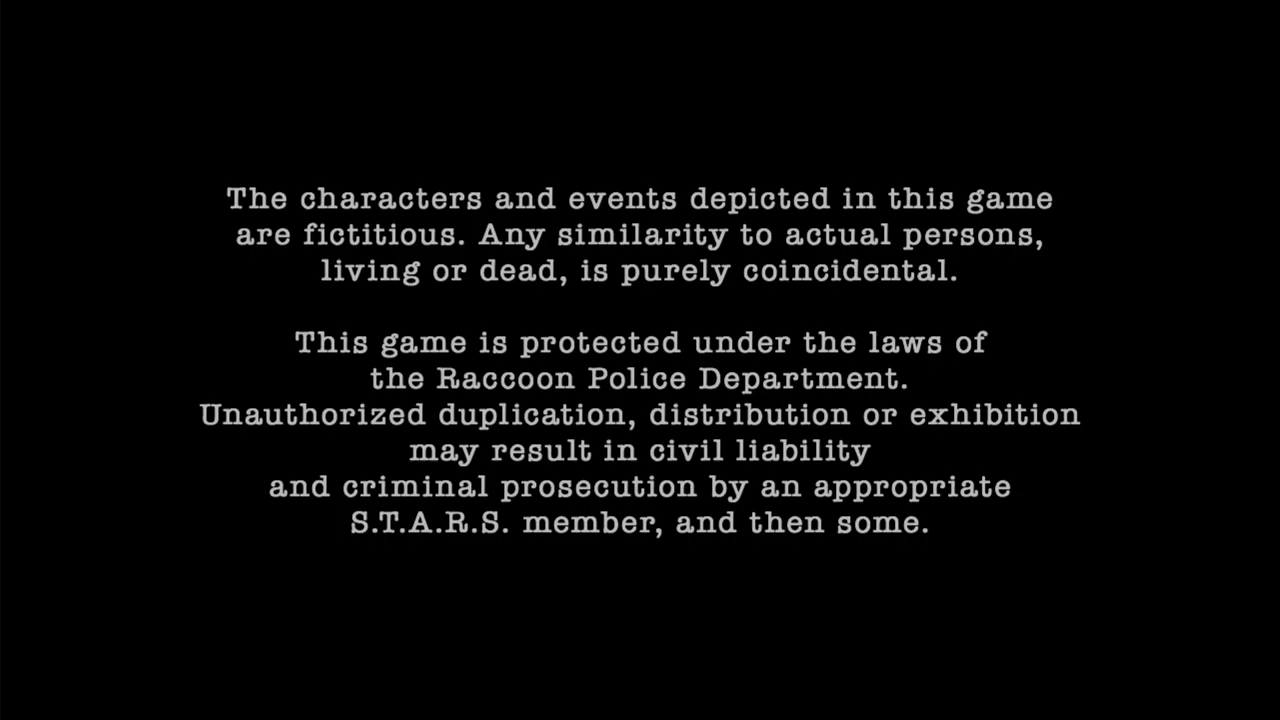 The characters and events depicted in this game
are fictitious. Any similarity to actual persons,
living or dead, is purely coincidental.
This game is protected under the laws of
the Raccoon Police Department.
Unauthorized duplication, distribution or exhibition
may result in civil liability
and criminal prosecution by an appropriate
S.T.A.R.S. member, and then some.